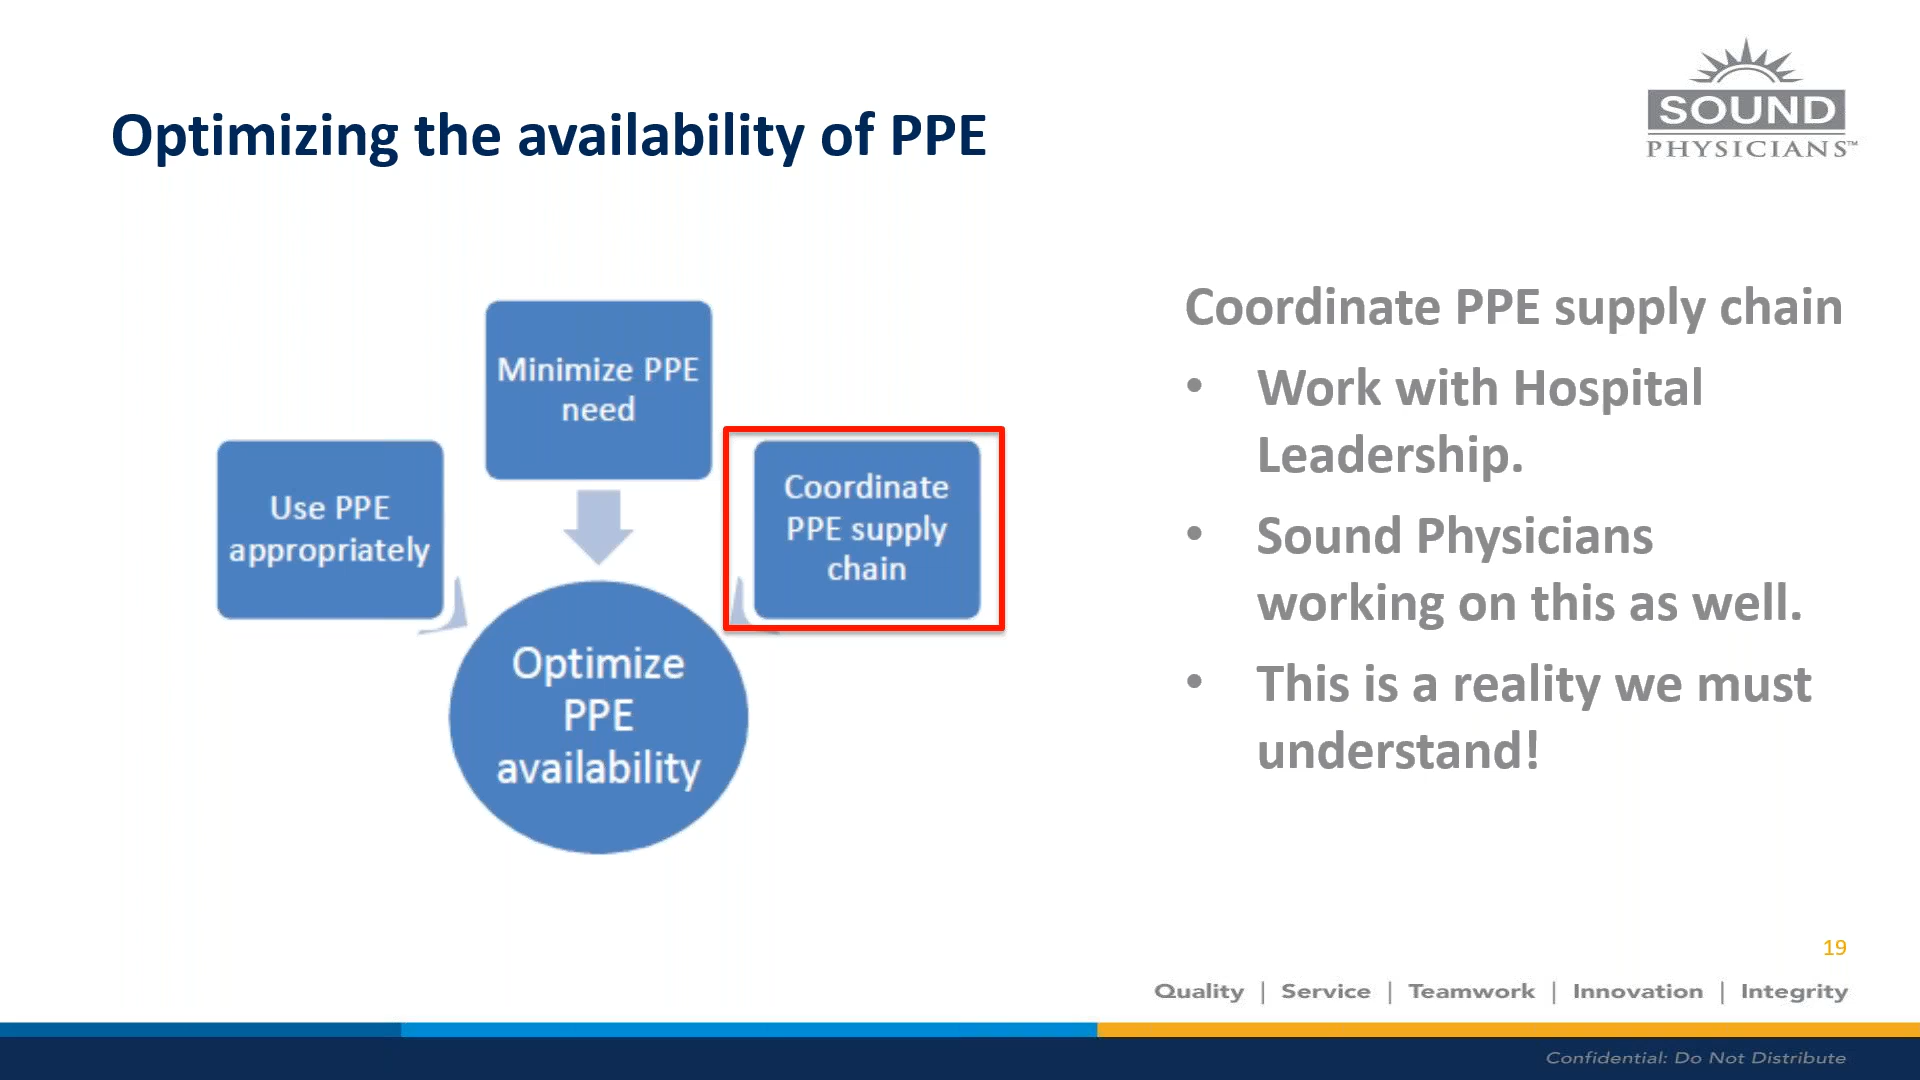 Optimizing the availability of PPE
SOUND
PHYSICIANS™
Minimize PPE
need
Use PPE
appropriately
Coordinate
PPE supply
chain
Optimize
PPE
availability
Coordinate PPE supply chain
• Work with Hospital
Leadership.
• Sound Physicians
working on this as well.
• This is a reality we must
understand!
19
Quality | Service | Teamwork | Innovation | Integrity
Confidential: Do Not Distribute